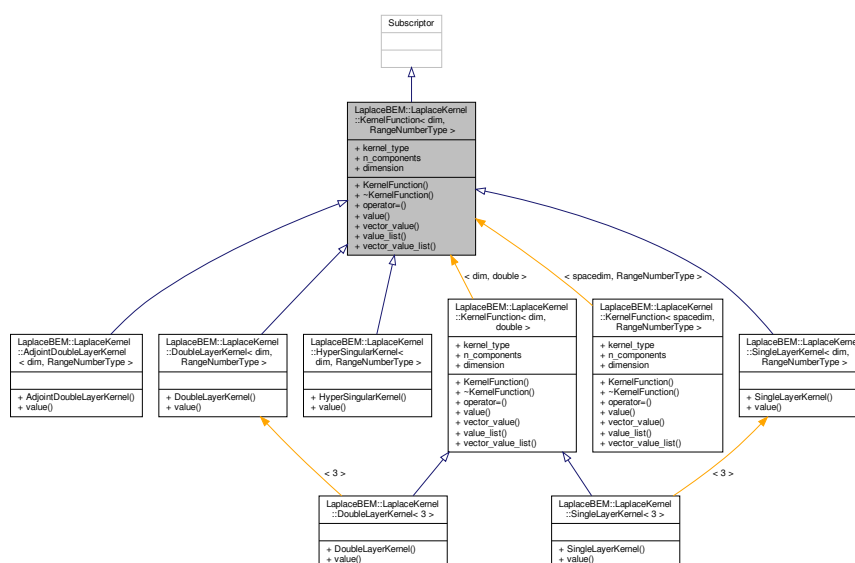 Subscriptor
LaplaceBEM::LaplaceKernel
::KernelFunction< dim,
RangeNumberType >
+ kernel_type
+ n_components
+ dimension
+ KernelFunction()
+ ~KernelFunction()
+ operator=()
+ value()
+ vector_value()
+ value_list()
+ vector_value_list()
< dim, double >
< spacedim, RangeNumberType >
LaplaceBEM::LaplaceKernel
::AdjointDoubleLayerKernel
< dim, RangeNumberType >
+ AdjointDoubleLayerKernel()
+ value()
LaplaceBEM::LaplaceKernel
::DoubleLayerKernel< dim,
RangeNumberType >
+ DoubleLayerKernel()
+ value()
LaplaceBEM::LaplaceKernel
::HyperSingularKernel<
dim, RangeNumberType >
+ HyperSingularKernel()
+ value()
LaplaceBEM::LaplaceKernel
::KernelFunction< dim,
double >
+ kernel_type
+ n_components
+ dimension
+ KernelFunction()
+ ~KernelFunction()
+ operator=()
+ value()
+ vector_value()
+ value_list()
+ vector_value_list()
LaplaceBEM::LaplaceKernel
::KernelFunction< spacedim,
RangeNumberType >
+ kernel_type
+ n_components
+ dimension
+ KernelFunction()
+ ~KernelFunction()
+ operator=()
+ value()
+ vector_value()
+ value_list()
+ vector_value_list()
LaplaceBEM::LaplaceKernel
::SingleLayerKernel< dim,
RangeNumberType >
+ SingleLayerKernel()
+ value()
< 3 >
< 3 >
LaplaceBEM::LaplaceKernel
::DoubleLayerKernel< 3 >
+ DoubleLayerKernel()
+ value()
LaplaceBEM::LaplaceKernel
::SingleLayerKernel< 3 >
+ SingleLayerKernel()
+ value()